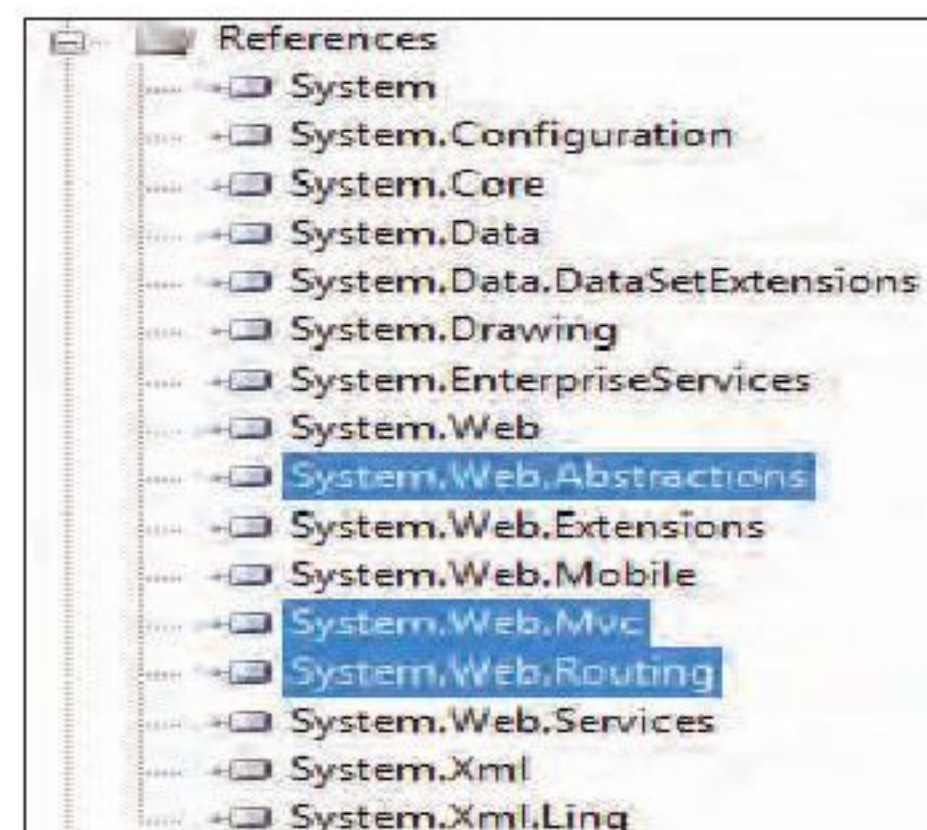 References
System
System.Configuration
System.Core
System.Data
System.Data.DataSetExtensions
System.Drawing
System.EnterpriseServices
System.Web
System.Web.Abstractions
System.Web.Extensions
System.Web.Mobile
System.Web.Mvc
System.Web.Routing
System.Web.Services
System.Xml
System.Xml.Linq